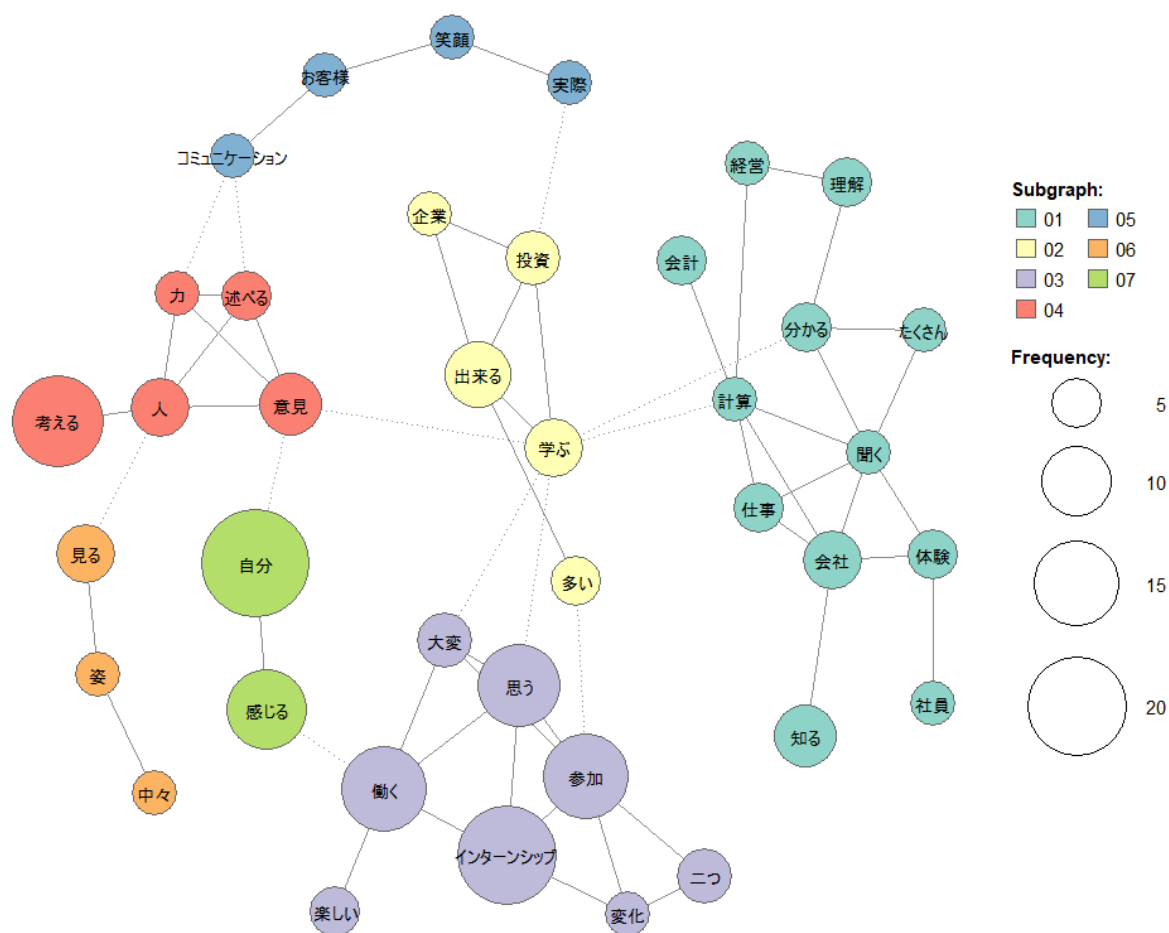 笑顔
お客様
実際
コミュニケーション
経営
理解
企業
投資
会計
力
述べる
分かる
たくさん
出来る
計算
考える
人
意見
学ぶ
聞く
仕事
見る
自分
会社
体験
多い
大変
姿
思う
感じる
社員
知る
働く
参加
中々
インターンシップ
二つ
楽しい
変化
Subgraph:
01 05
02 06
03 07
04
Frequency:
5
10
15
20